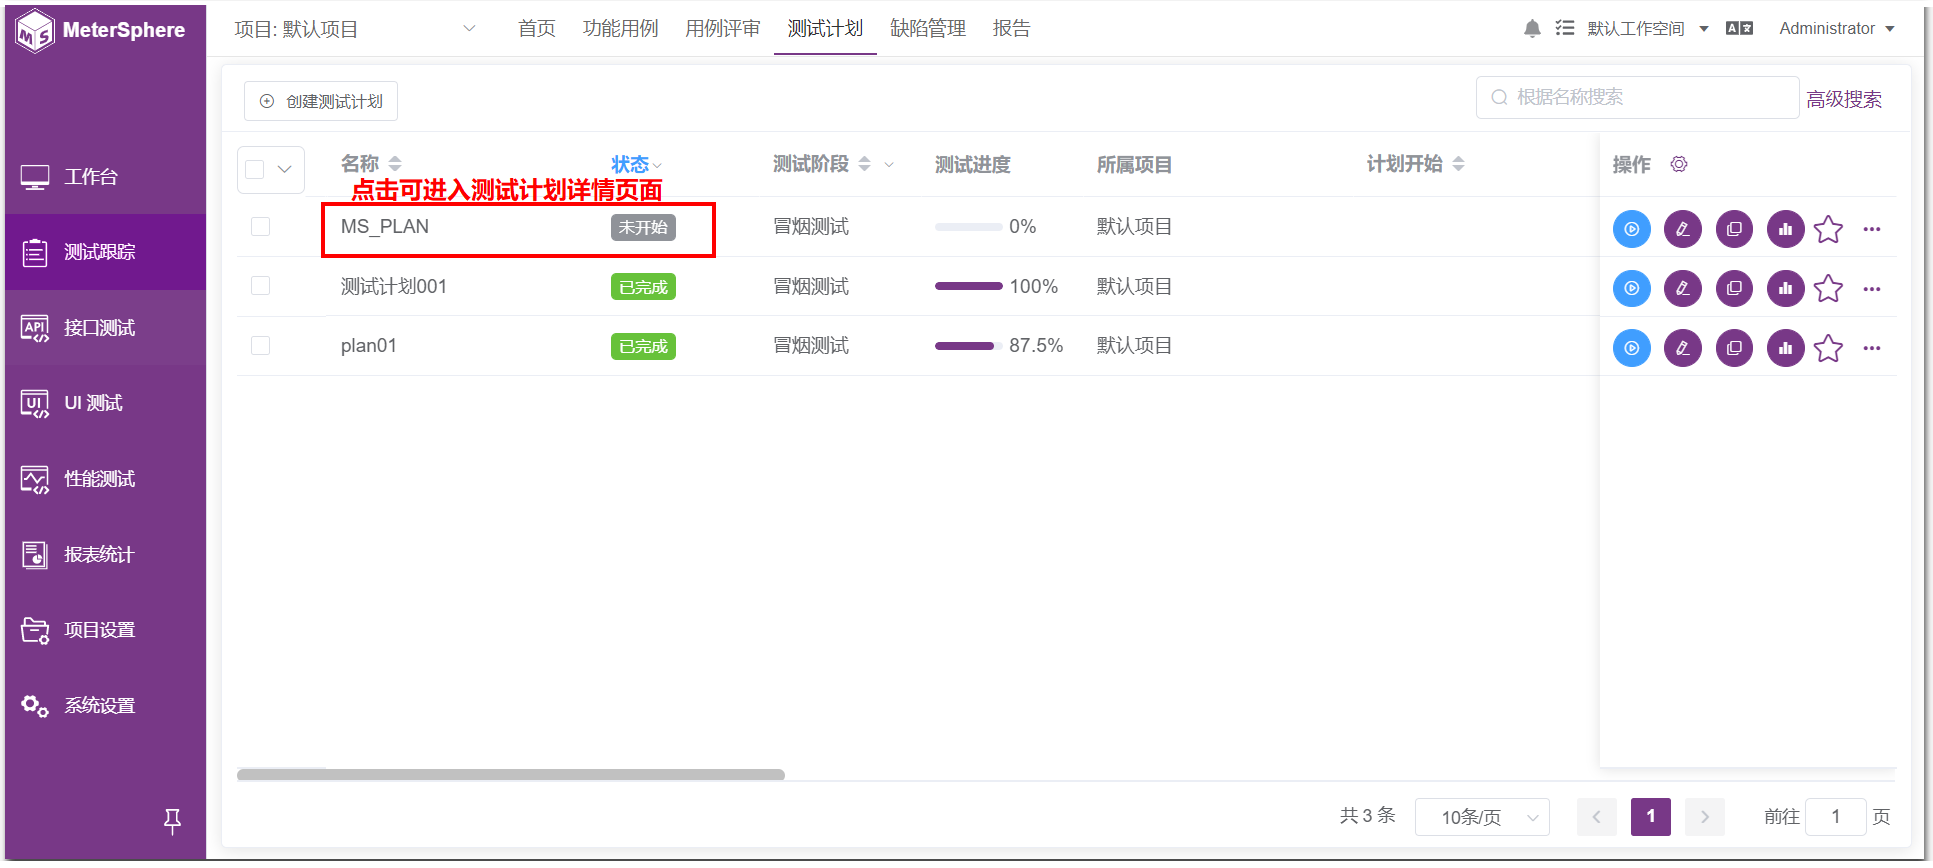 MeterSphere
项目: 默认项目
首页 功能用例 用例评审 测试计划 缺陷管理 报告
默认工作空间
Administrator
工作台
测试跟踪
接口测试
UI 测试
性能测试
报表统计
项目设置
系统设置
创建测试计划
根据名称搜索
高级搜索
名称 状态 测试阶段 测试进度 所属项目 计划开始 操作
点击可进入测试计划详情页面
MS_PLAN 未开始 冒烟测试 0% 默认项目
测试计划001 已完成 冒烟测试 100% 默认项目
plan01 已完成 冒烟测试 87.5% 默认项目
共 3 条 10条/页 1 前往 1 页